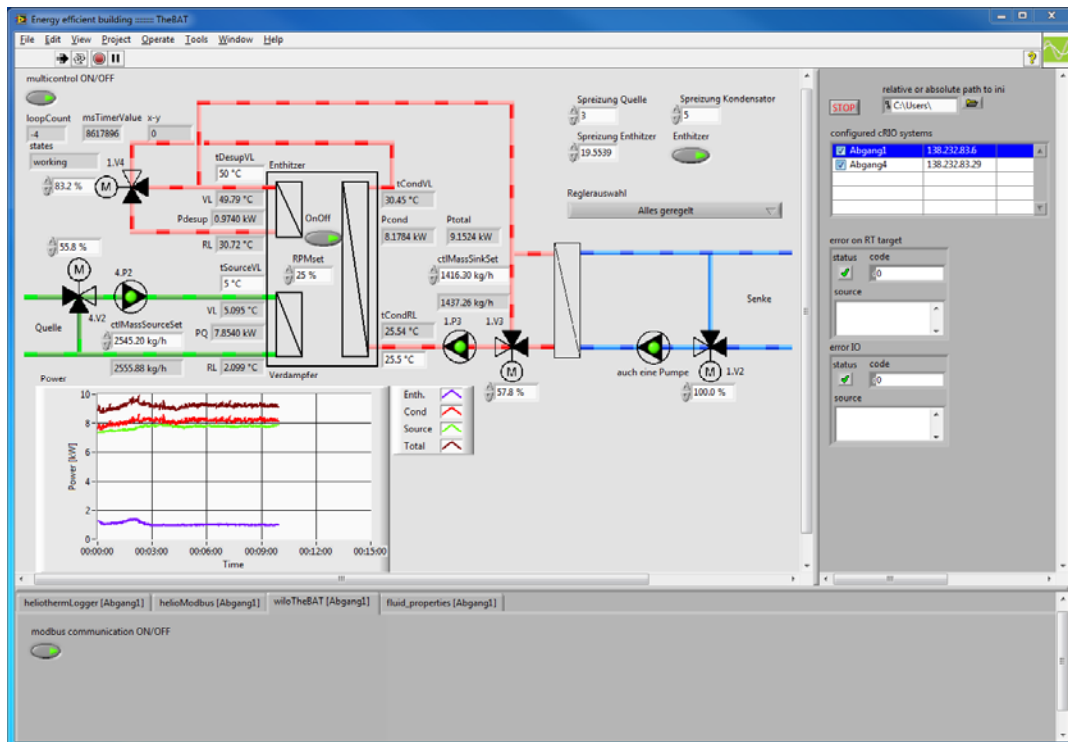 Energy efficient building ::::::: TheBAT
File Edit View Project Operate Tools Window Help
multicontrol ON/OFF
loopCount msTimerValue x-y
-4 8617896 0
states
working
1.V4
83.2 %
M
tDesupVL
50 °C
Enthitzer
VL 49.79 °C
Pdesup 0.9740 kW
RL 30.72 °C
OnOff
RPMset
25 %
tCondVL
30.45 °C
Pcond Ptotal
8.1784 kW 9.1524 kW
ctlMassSinkSet
1416.30 kg/h
1437.26 kg/h
tCondRL
25.54 °C
25.5 °C
1.P3 1.V3
M
57.8 %
Spreizung Quelle Spreizung Kondensator
3 5
Spreizung Enthitzer Enthitzer
19.5539
Reglerauswahl
Alles geregelt
Senke
auch eine Pumpe
M
1.V2
100.0 %
55.8 %
M
4.P2
4.V2
Quelle
ctlMassSourceSet
2545.20 kg/h
2555.88 kg/h
tSourceVL
5 °C
VL 5.095 °C
PQ 7.8540 kW
RL 2.099 °C
Verdampfer
Power
Power [kW]
10
8
6
4
2
0
00:00:00 00:03:00 00:06:00 00:09:00 00:12:00 00:15:00
Time
Enth.
Cond
Source
Total
relative or absolute path to ini
STOP C:\Users\
configured cRIO systems
Abgang1 138.232.83.6
Abgang4 138.232.83.29
error on RT target
status code
0
source
error IO
status code
0
source
heliothermLogger [Abgang1] helioModbus [Abgang1] wiloTheBAT [Abgang1] fluid_properties [Abgang1]
modbus communication ON/OFF